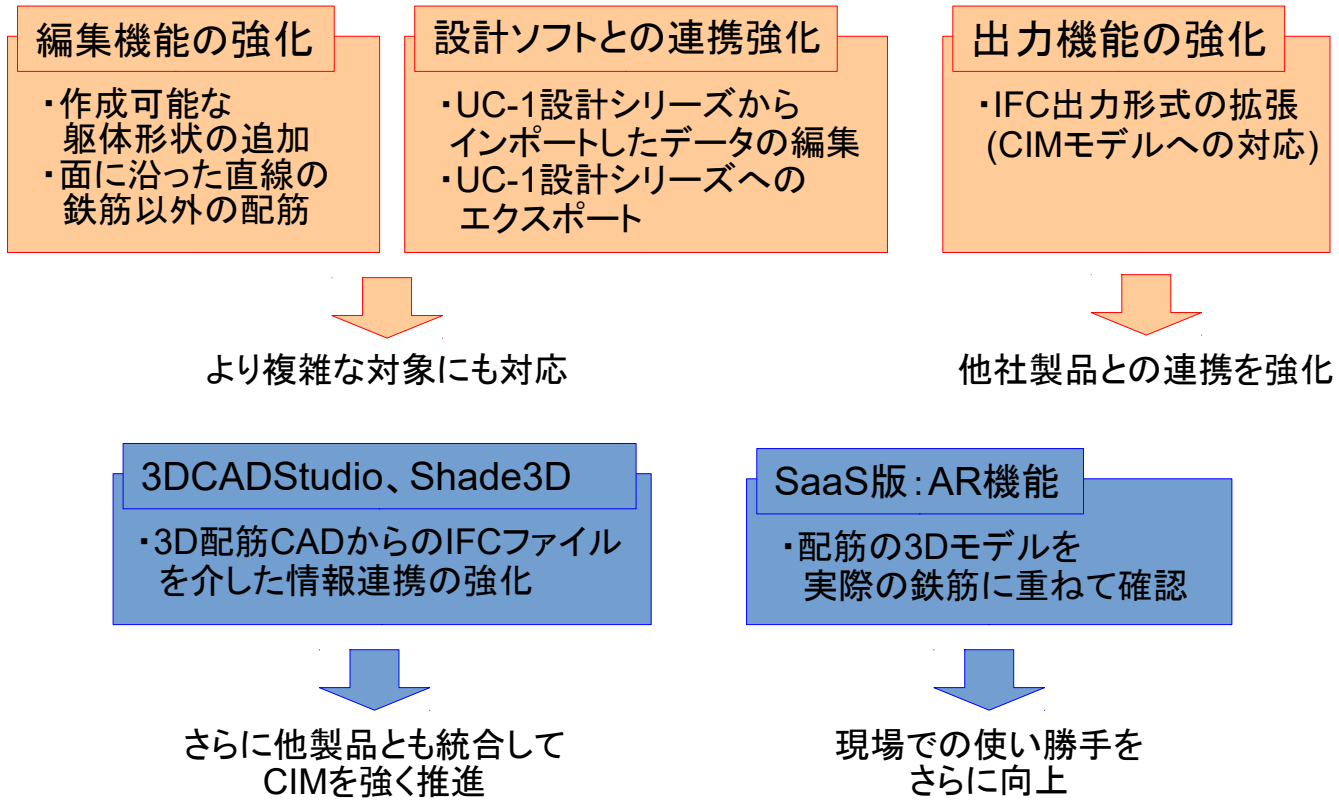 編集機能の強化
・作成可能な
躯体形状の追加
・面に沿った直線の
鉄筋以外の配筋
設計ソフトとの連携強化
・UC-1設計シリーズから
インポートしたデータの編集
・UC-1設計シリーズへの
エクスポート
出力機能の強化
・IFC出力形式の拡張
(CIMモデルへの対応)
より複雑な対象にも対応
他社製品との連携を強化
3DCADStudio、Shade3D
・3D配筋CADからのIFCファイル
を介した情報連携の強化
SaaS版：AR機能
・配筋の3Dモデルを
実際の鉄筋に重ねて確認
さらに他製品とも統合して
CIMを強く推進
現場での使い勝手を
さらに向上